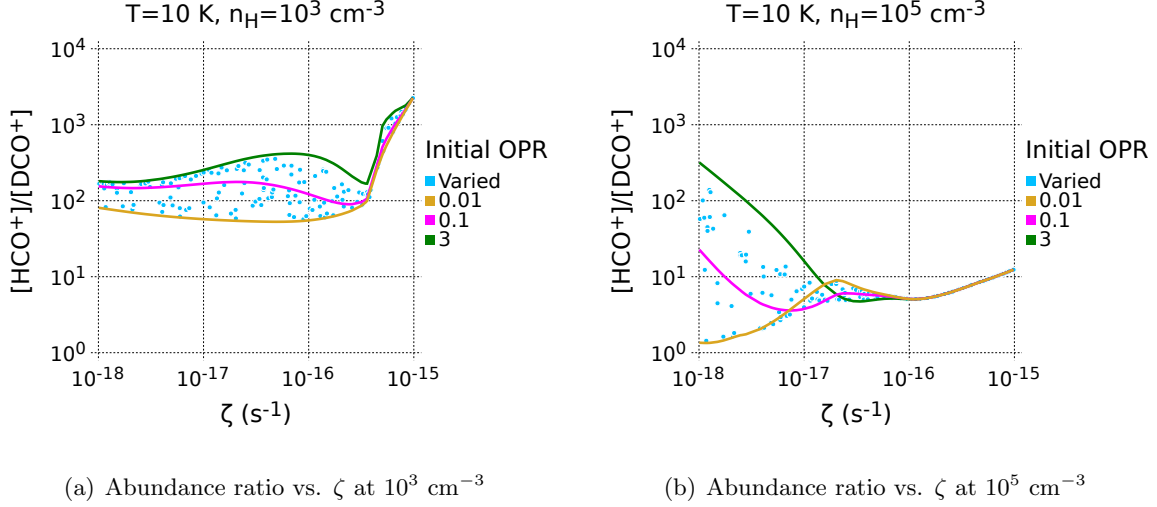 T=10 K, n_H=10^3 cm^-3
[HCO^+]/[DCO^+]
10^4
10^3
10^2
10^1
10^0
10^-18
10^-17
10^-16
10^-15
ζ (s^-1)
Initial OPR
Varied
0.01
0.1
3
(a) Abundance ratio vs. ζ at 10^3 cm^−3
T=10 K, n_H=10^5 cm^-3
[HCO^+]/[DCO^+]
10^4
10^3
10^2
10^1
10^0
10^-18
10^-17
10^-16
10^-15
ζ (s^-1)
Initial OPR
Varied
0.01
0.1
3
(b) Abundance ratio vs. ζ at 10^5 cm^−3